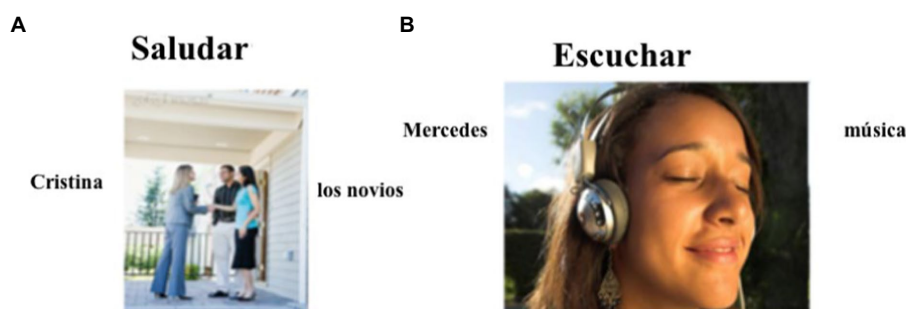 A
Saludar
Cristina
los novios
B
Escuchar
Mercedes
música